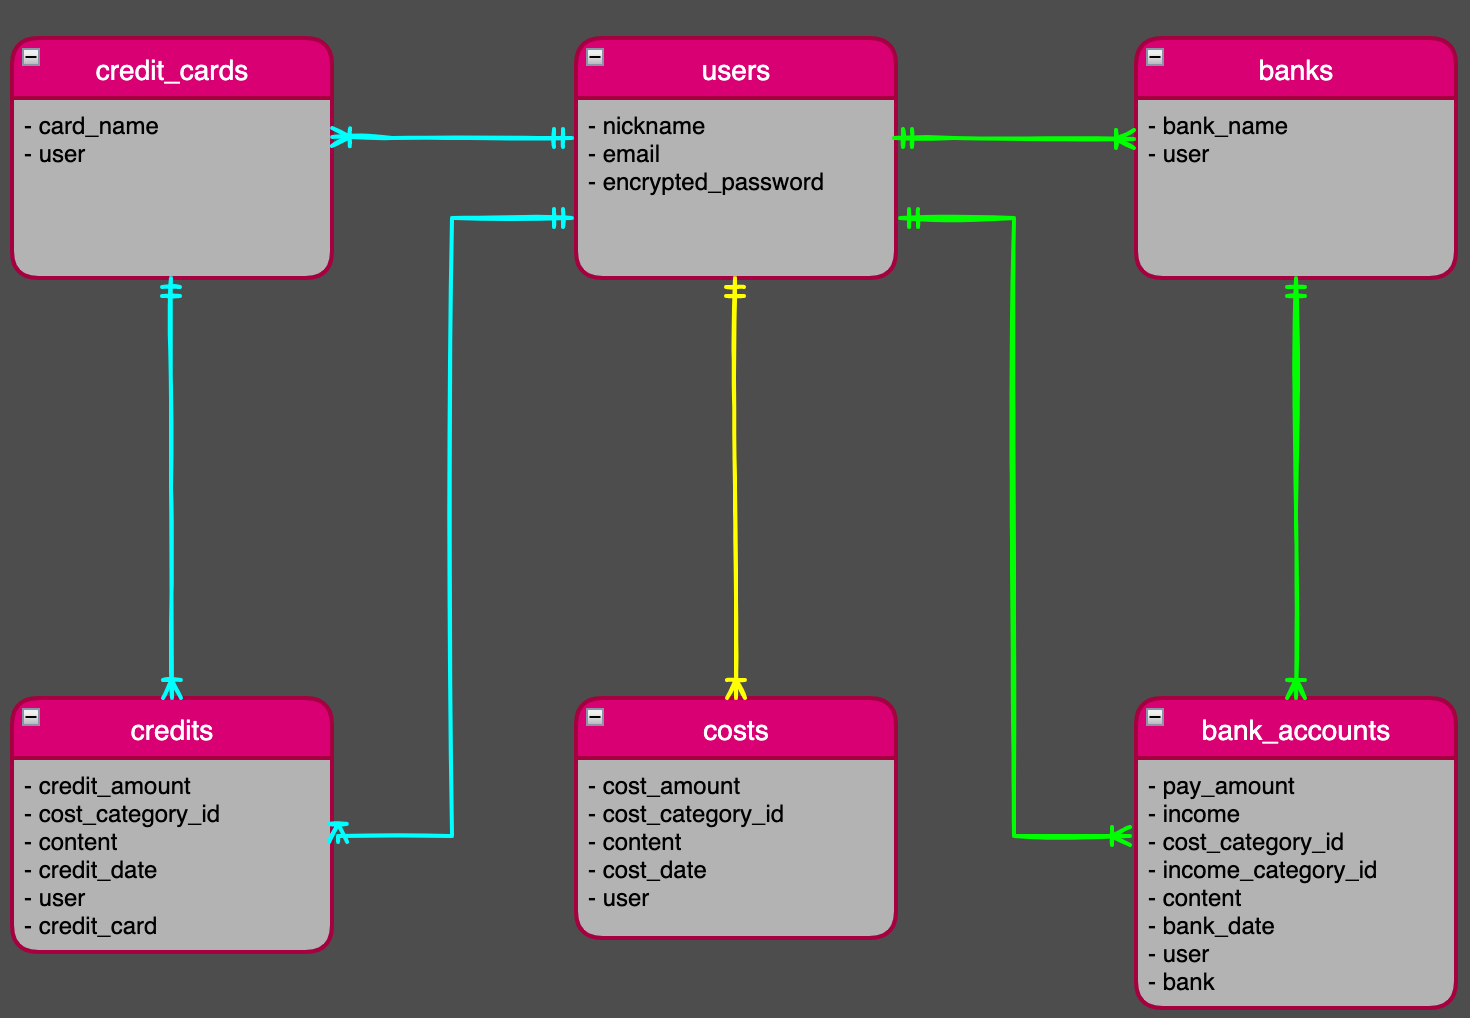 credit_cards
- card_name
- user
users
- nickname
- email
- encrypted_password
banks
- bank_name
- user
credits
- credit_amount
- cost_category_id
- content
- credit_date
- user
- credit_card
costs
- cost_amount
- cost_category_id
- content
- cost_date
- user
bank_accounts
- pay_amount
- income
- cost_category_id
- income_category_id
- content
- bank_date
- user
- bank